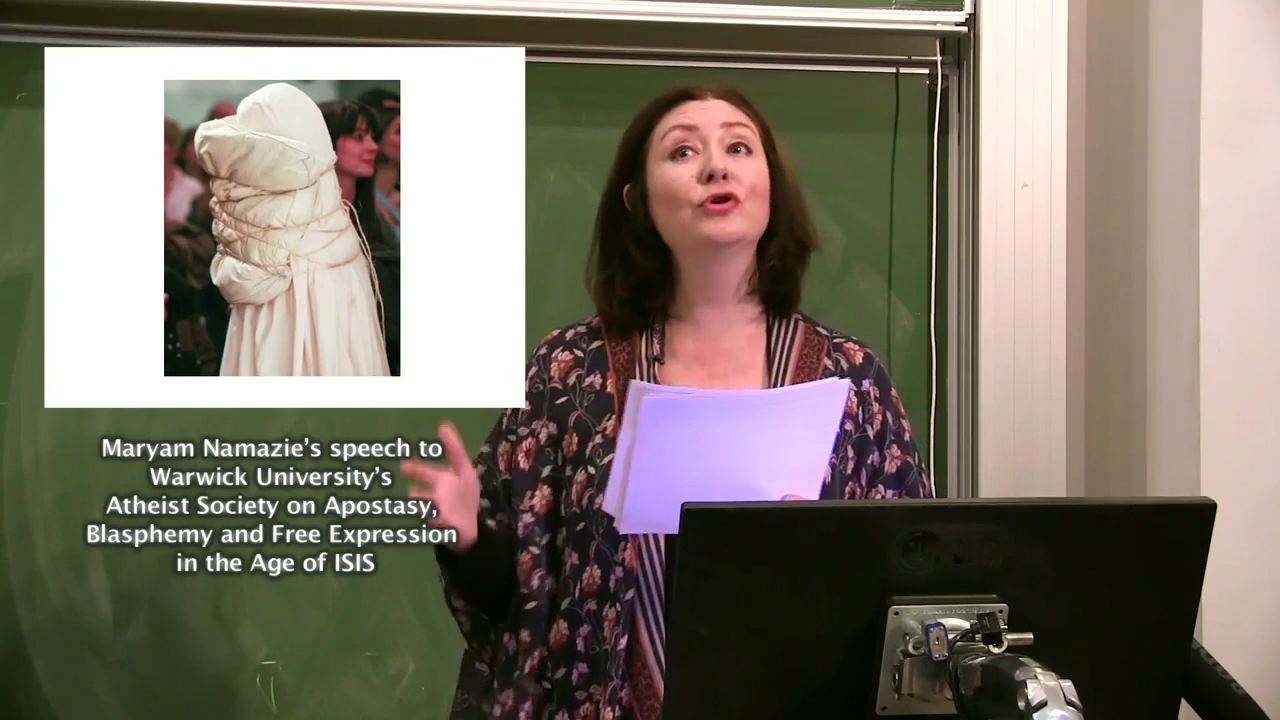 Maryam Namazie’s speech to
Warwick University’s
Atheist Society on Apostasy,
Blasphemy and Free Expression
in the Age of ISIS